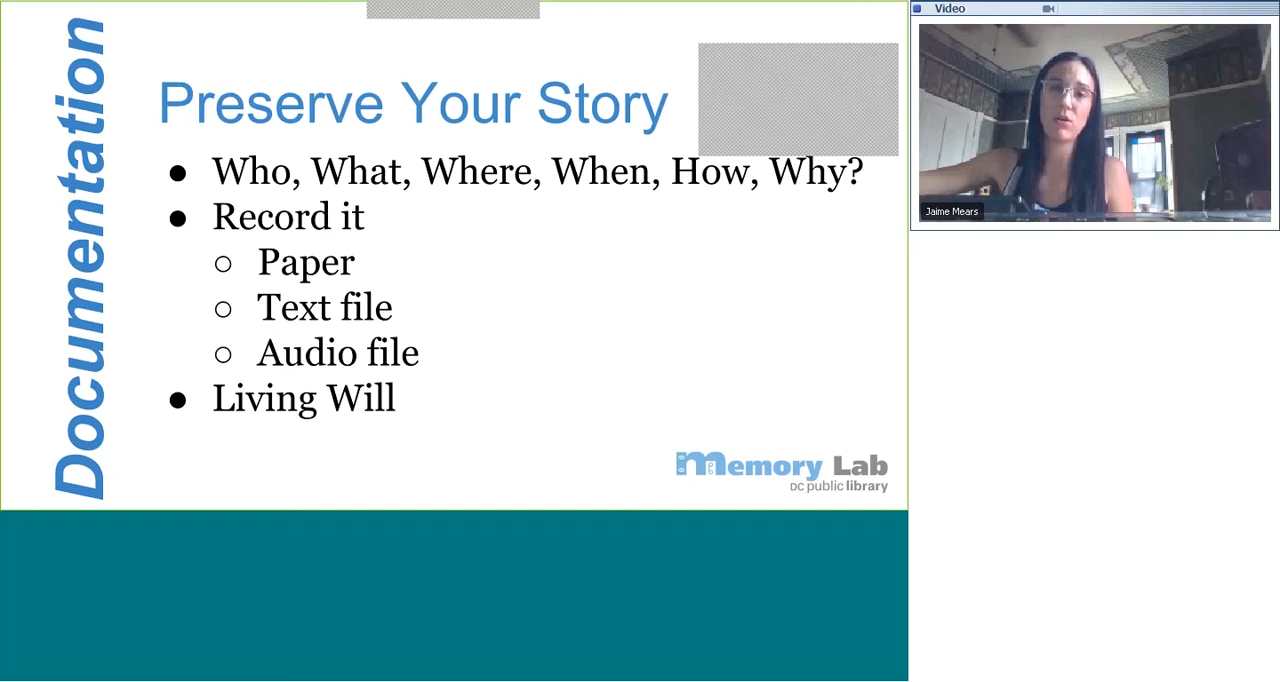 Documentation
Preserve Your Story
● Who, What, Where, When, How, Why?
● Record it
○ Paper
○ Text file
○ Audio file
● Living Will
memory Lab
DC public library
Video
Jaime Mears